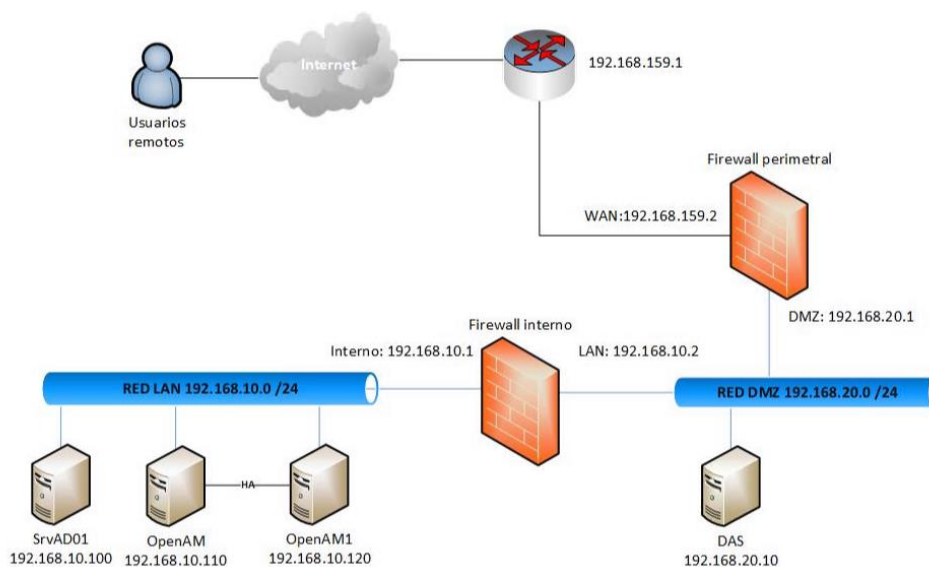 Internet
192.168.159.1
Usuarios
remotos
Firewall perimetral
WAN:192.168.159.2
DMZ: 192.168.20.1
Firewall interno
Interno: 192.168.10.1
LAN: 192.168.10.2
RED LAN 192.168.10.0 /24
RED DMZ 192.168.20.0 /24
HA
SrvAD01
192.168.10.100
OpenAM
192.168.10.110
OpenAM1
192.168.10.120
DAS
192.168.20.10